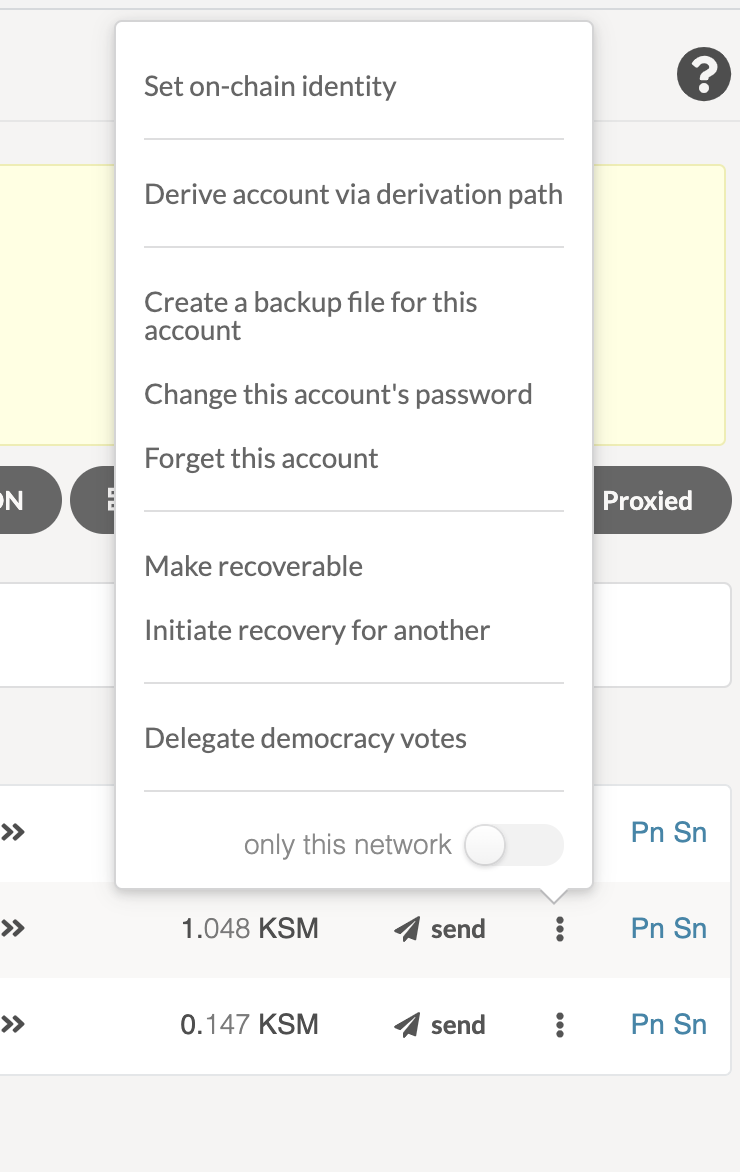 Set on-chain identity
Derive account via derivation path
Create a backup file for this
account
Change this account's password
Forget this account
ON
Proxied
Make recoverable
Initiate recovery for another
Delegate democracy votes
only this network
Pn Sn
1.048 KSM send Pn Sn
0.147 KSM send Pn Sn